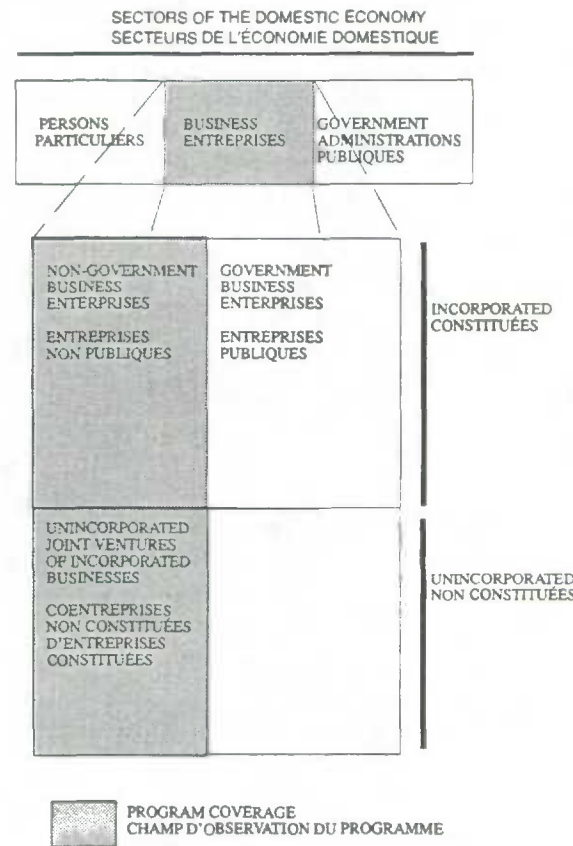 SECTORS OF THE DOMESTIC ECONOMY
SECTEURS DE L'ÉCONOMIE DOMESTIQUE
PERSONS
PARTICULIERS
BUSINESS
ENTREPRISES
GOVERNMENT
ADMINISTRATIONS
PUBLIQUES
NON-GOVERNMENT
BUSINESS
ENTERPRISES
ENTREPRISES
NON PUBLIQUES
GOVERNMENT
BUSINESS
ENTERPRISES
ENTREPRISES
PUBLIQUES
INCORPORATED
CONSTITUÉES
UNINCORPORATED
JOINT VENTURES
OF INCORPORATED
BUSINESSES
COENTREPRISES
NON CONSTITUÉES
D'ENTREPRISES
CONSTITUÉES
UNINCORPORATED
NON CONSTITUÉES
PROGRAM COVERAGE
CHAMP D'OBSERVATION DU PROGRAMME